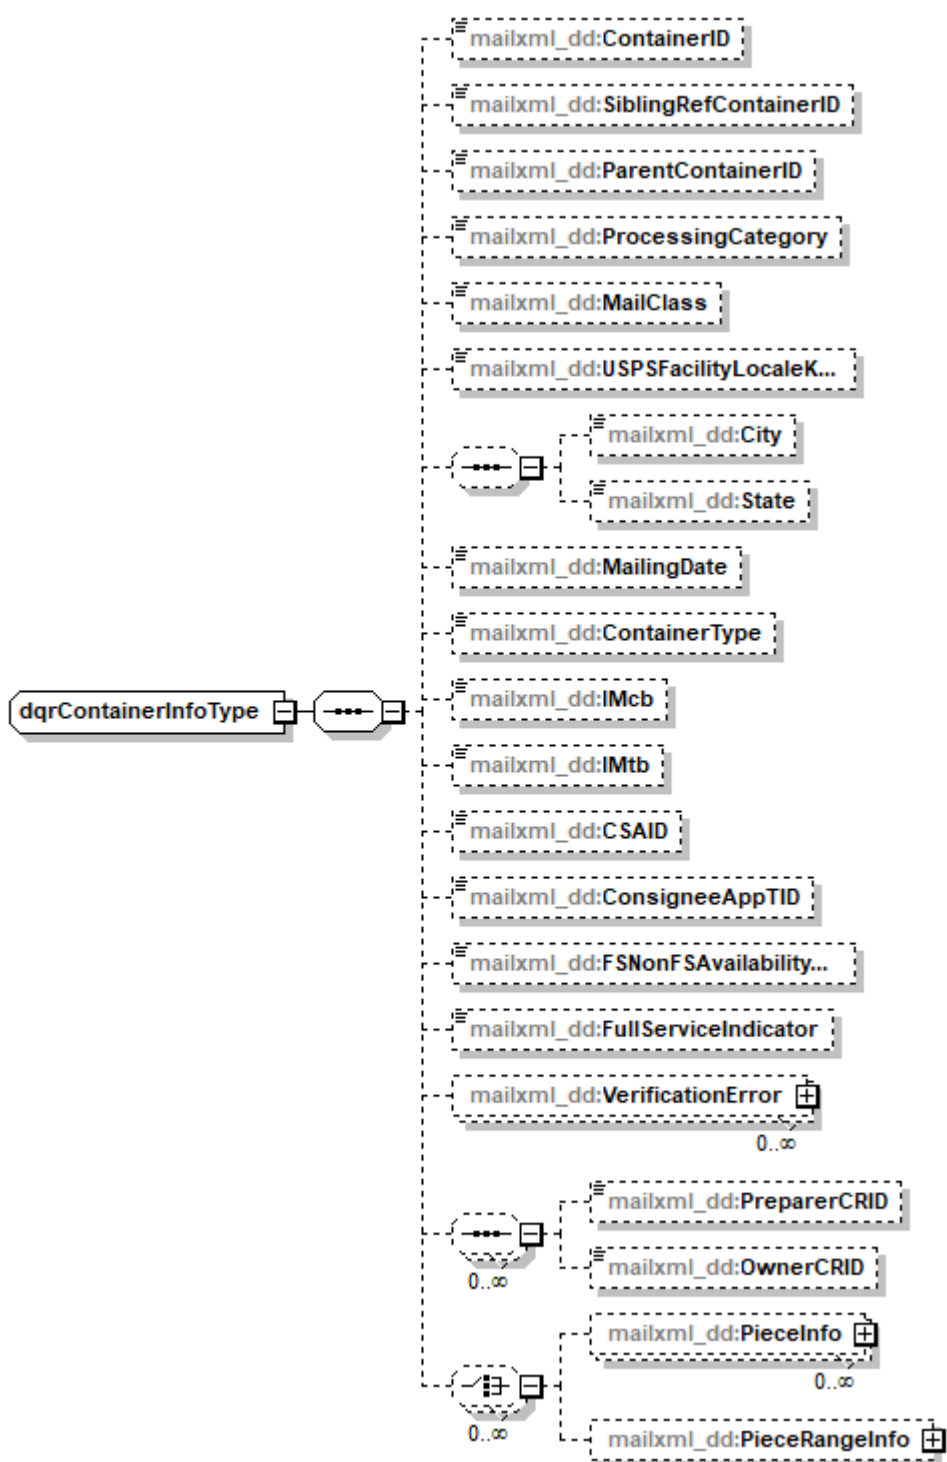 mailxml_dd:ContainerID
mailxml_dd:SiblingRefContainerID
mailxml_dd:ParentContainerID
mailxml_dd:ProcessingCategory
mailxml_dd:MailClass
mailxml_dd:USPSFacilityLocaleK...
mailxml_dd:City
mailxml_dd:State
mailxml_dd:MailingDate
mailxml_dd:ContainerType
dqrContainerInfoType
mailxml_dd:IMcb
mailxml_dd:IMtb
mailxml_dd:CSAID
mailxml_dd:ConsigneeAppTID
mailxml_dd:FSNonFSAvailability...
mailxml_dd:FullServiceIndicator
mailxml_dd:VerificationError
0..∞
mailxml_dd:PreparerCRID
mailxml_dd:OwnerCRID
0..∞
mailxml_dd:PieceInfo
0..∞
0..∞
mailxml_dd:PieceRangeInfo